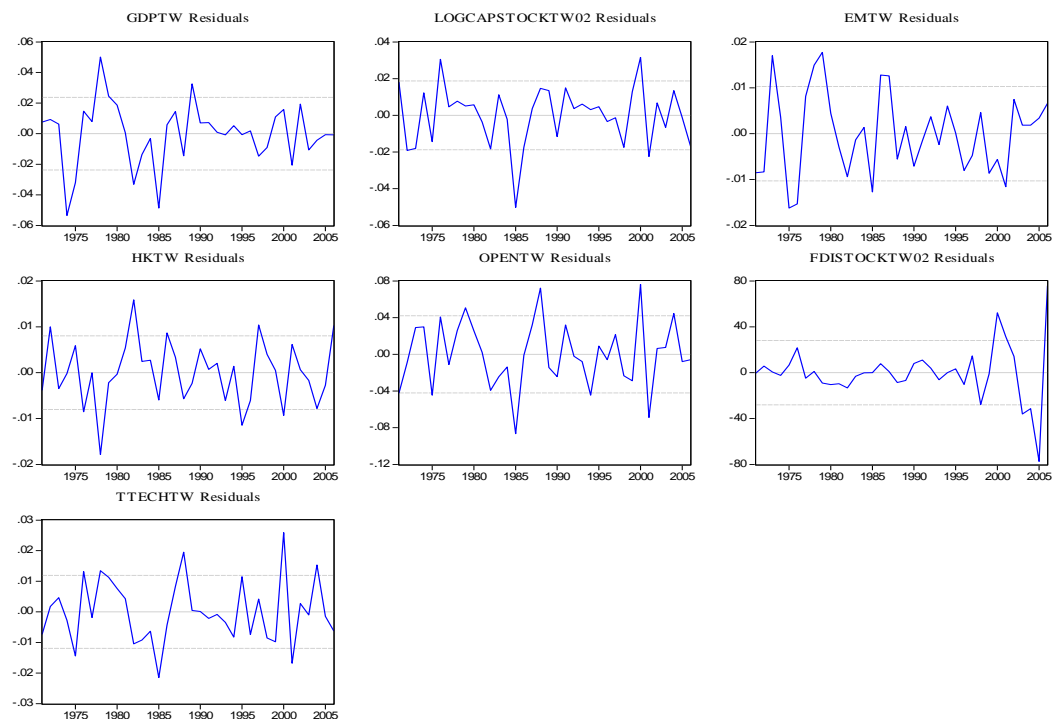 GDPTW Residuals
.06
.04
.02
.00
-.02
-.04
-.06
1975 1980 1985 1990 1995 2000 2005
LOGCAPSTOCKTW02 Residuals
.04
.02
.00
-.02
-.04
-.06
1975 1980 1985 1990 1995 2000 2005
EMTW Residuals
.02
.01
.00
-.01
-.02
1975 1980 1985 1990 1995 2000 2005
HKTW Residuals
.02
.01
.00
-.01
-.02
1975 1980 1985 1990 1995 2000 2005
OPENTW Residuals
.08
.04
.00
-.04
-.08
-.12
1975 1980 1985 1990 1995 2000 2005
FDISTOCKTW02 Residuals
80
40
0
-40
-80
1975 1980 1985 1990 1995 2000 2005
TTECHTW Residuals
.03
.02
.01
.00
-.01
-.02
-.03
1975 1980 1985 1990 1995 2000 2005